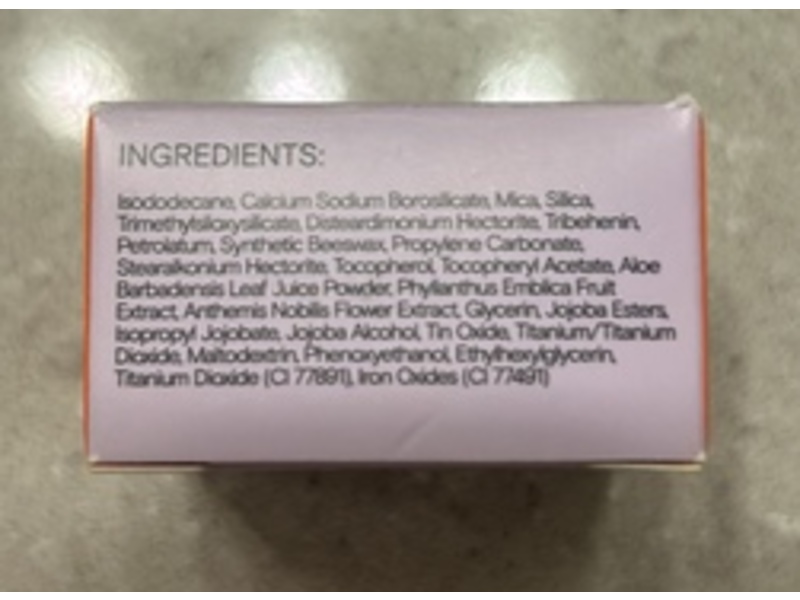 INGREDIENTS:
Isododecane, Calcium Sodium Borosilicate, Mica, Silica,
Trimethylsiloxysilicate, Disteardimonium Hectorite, Tribehenin,
Petrolatum, Synthetic Beeswax, Propylene Carbonate,
Stearalkonium Hectorite, Tocopherol, Tocopheryl Acetate, Aloe
Barbadensis Leaf Juice Powder, Phyllanthus Emblica Fruit
Extract, Anthemis Nobilis Flower Extract, Glycerin, Jojoba Esters,
Isopropyl Jojobate, Jojoba Alcohol, Tin Oxide, Titanium/Titanium
Dioxide, Maltodextrin, Phenoxyethanol, Ethylhexylglycerin,
Titanium Dioxide (CI 77891), Iron Oxides (CI 77491)